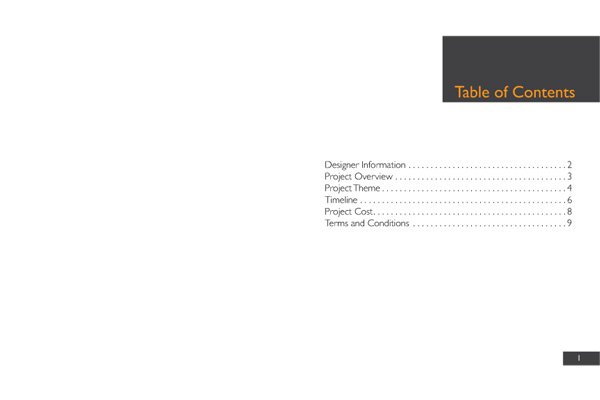 Table of Contents
Designer Information . . . . . . . . . . . . . . . . . . . . . . . . . . . . . . . . . . . . 2
Project Overview . . . . . . . . . . . . . . . . . . . . . . . . . . . . . . . . . . . . . . . 3
Project Theme . . . . . . . . . . . . . . . . . . . . . . . . . . . . . . . . . . . . . . . . . . 4
Timeline . . . . . . . . . . . . . . . . . . . . . . . . . . . . . . . . . . . . . . . . . . . . . . . 6
Project Cost. . . . . . . . . . . . . . . . . . . . . . . . . . . . . . . . . . . . . . . . . . . . 8
Terms and Conditions . . . . . . . . . . . . . . . . . . . . . . . . . . . . . . . . . . . 9
1